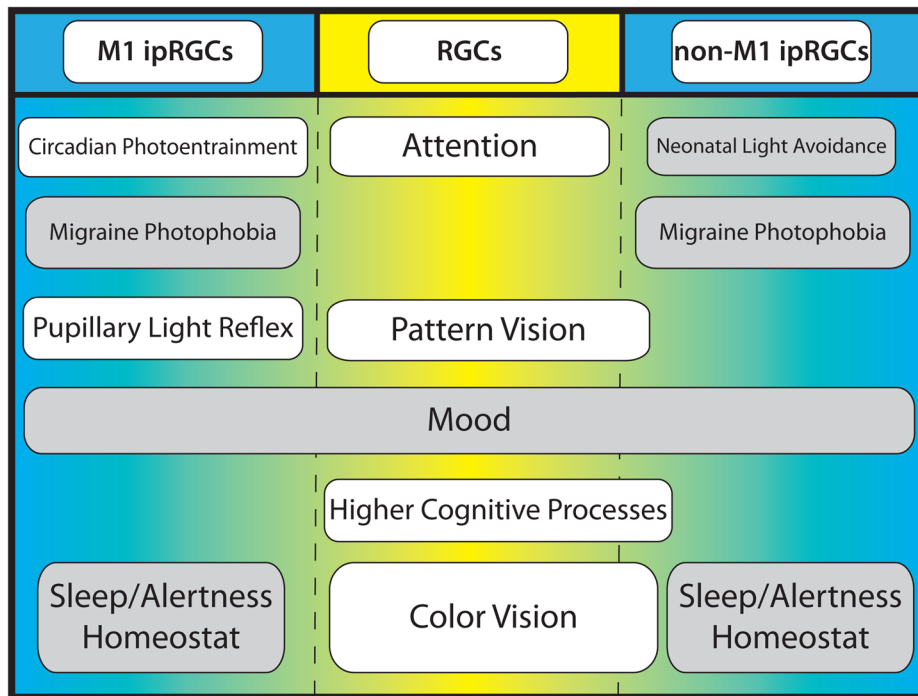 M1 ipRGCs
RGCs
non-M1 ipRGCs
Circadian Photoentrainment
Attention
Neonatal Light Avoidance
Migraine Photophobia
Migraine Photophobia
Pupillary Light Reflex
Pattern Vision
Mood
Higher Cognitive Processes
Sleep/Alertness
Homeostat
Color Vision
Sleep/Alertness
Homeostat